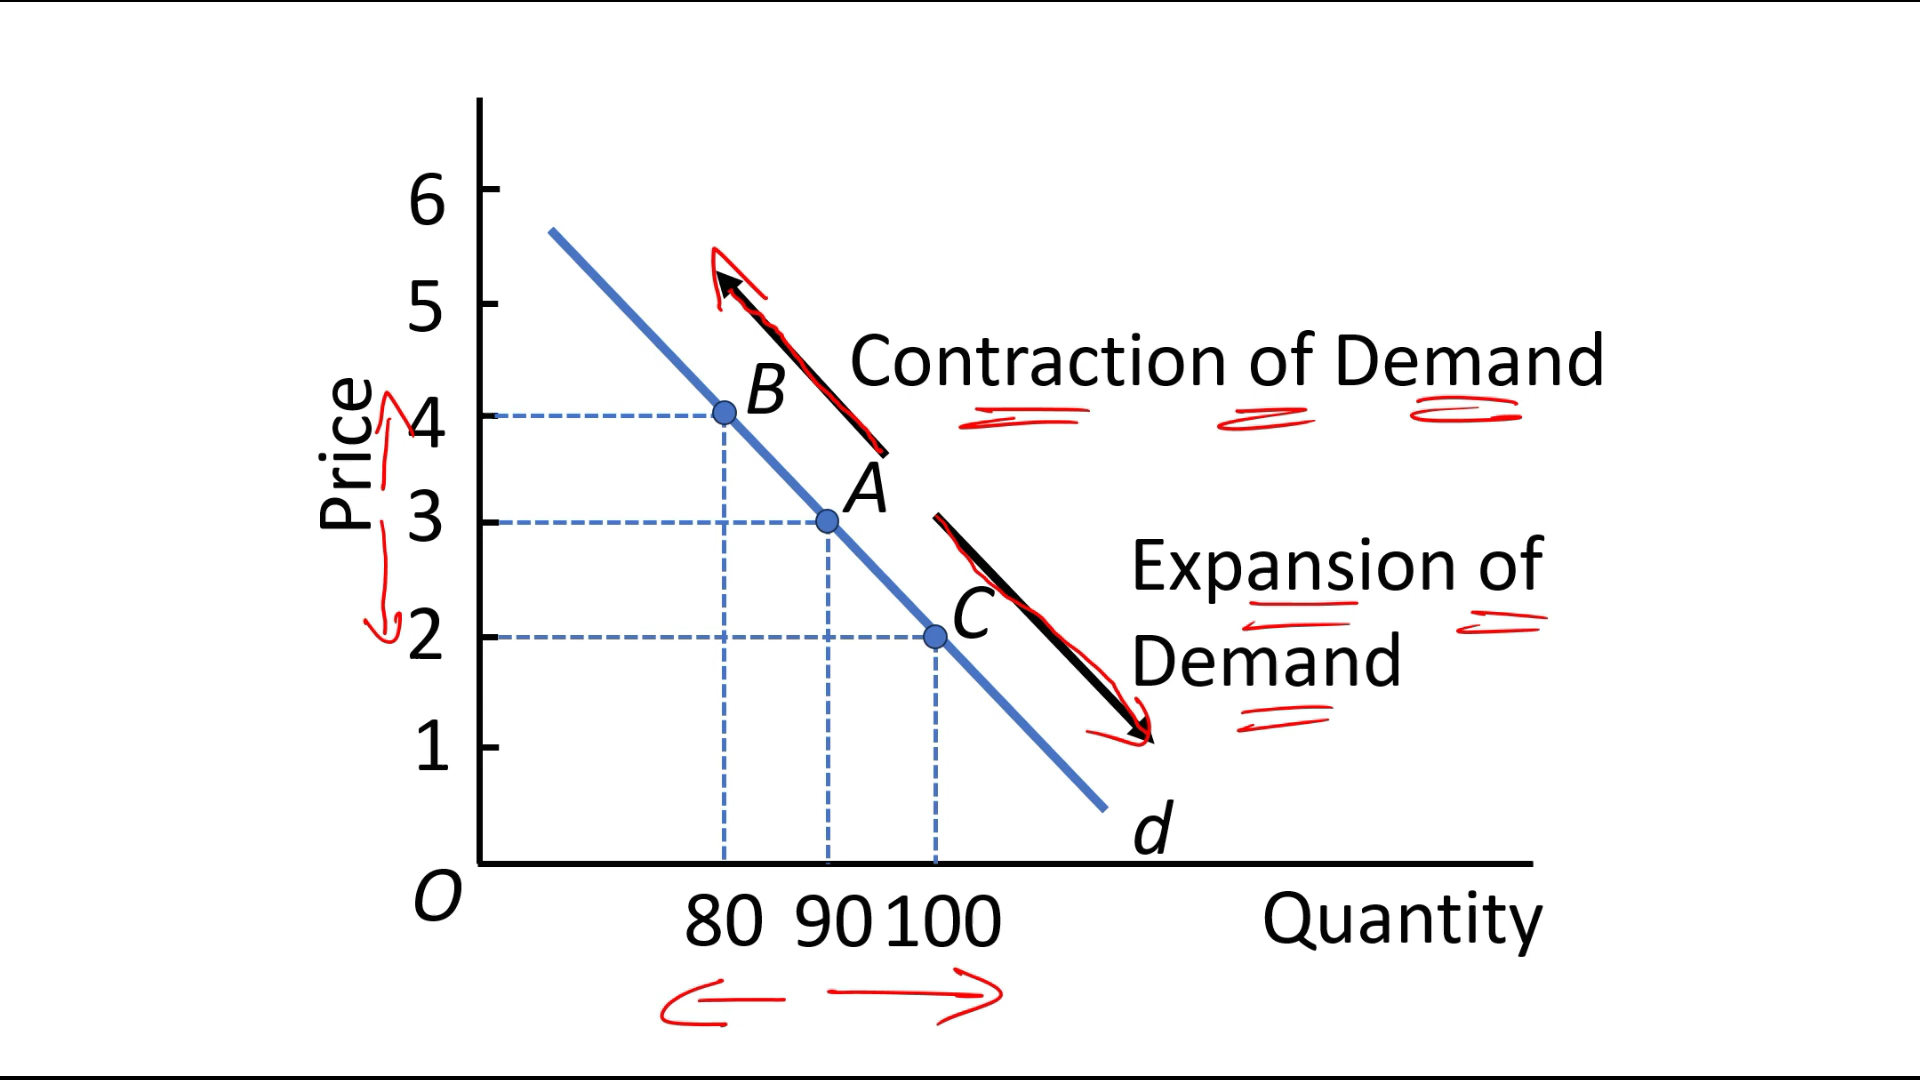 6
5
B
Contraction of Demand
Price
4
A
3
Expansion of
Demand
C
2
1
d
O
80 90 100
Quantity